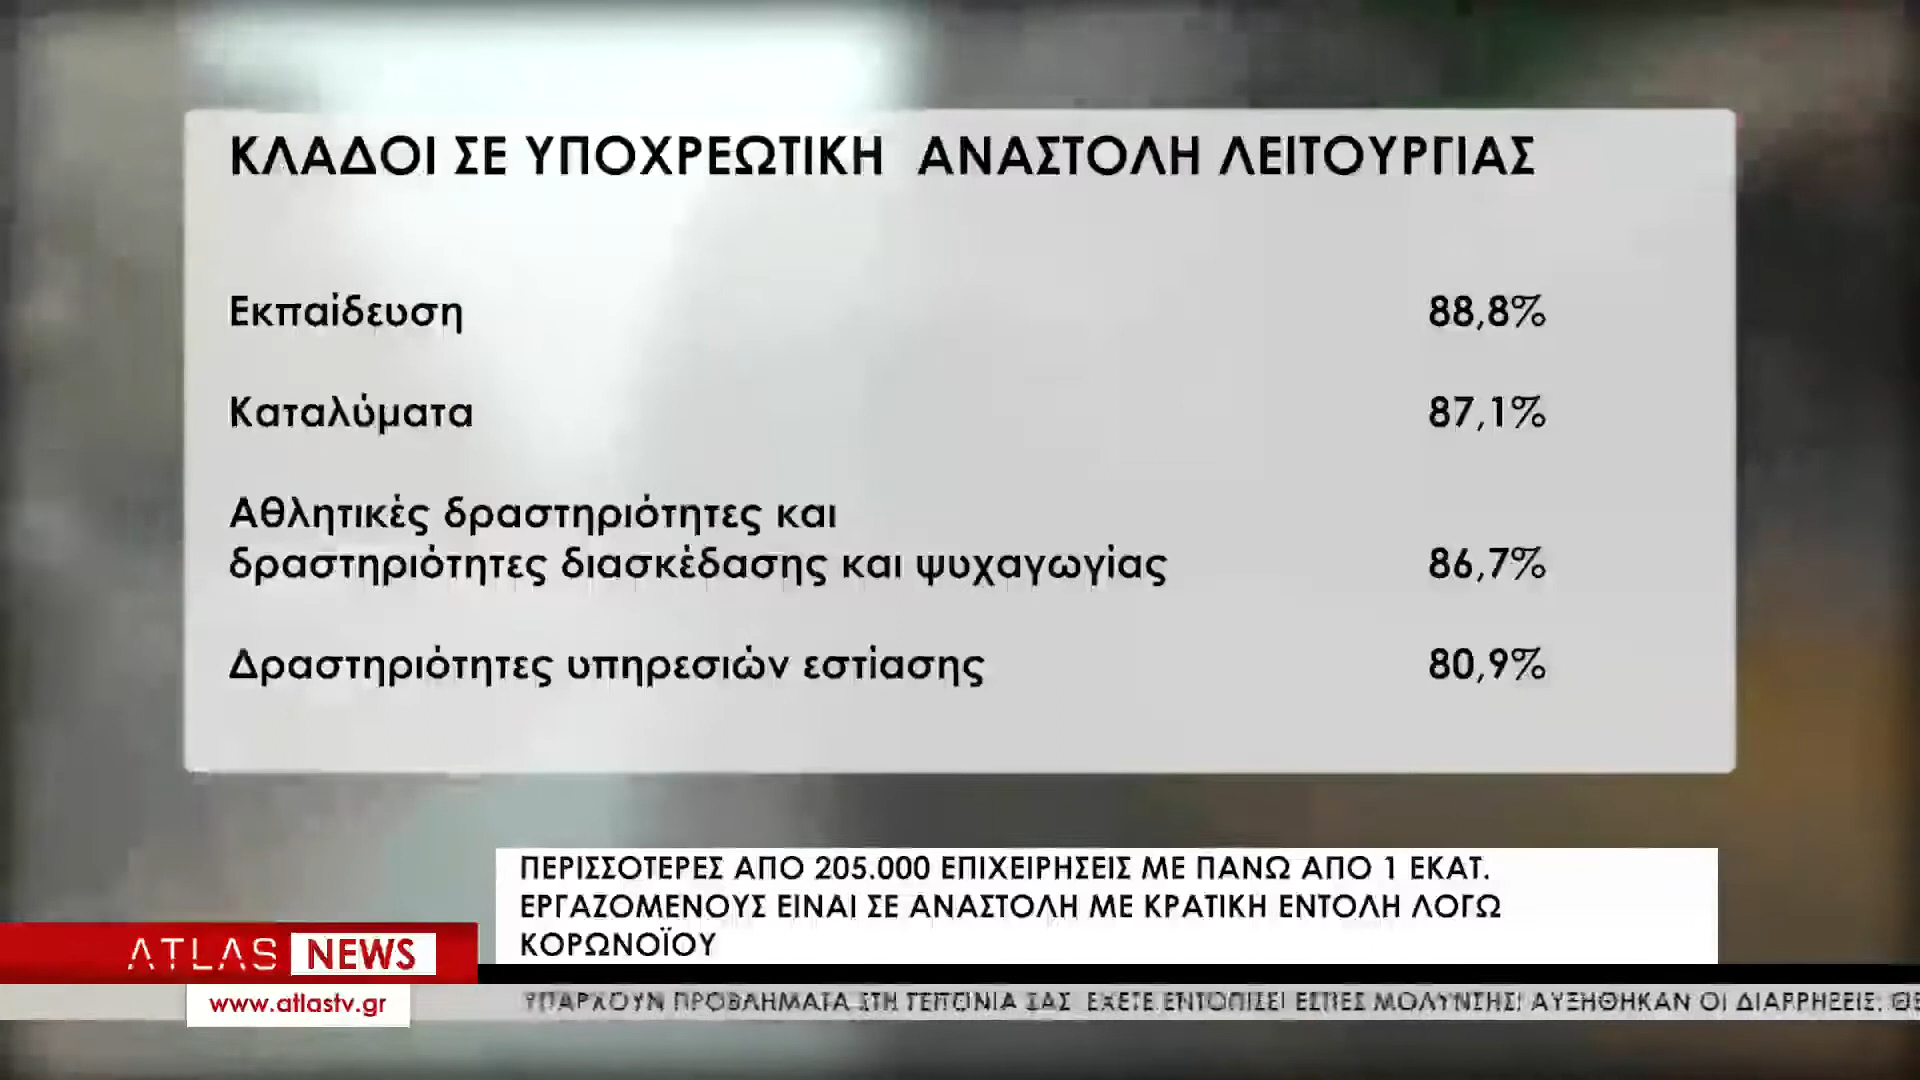 ΚΛΑΔΟΙ ΣΕ ΥΠΟΧΡΕΩΤΙΚΗ ΑΝΑΣΤΟΛΗ ΛΕΙΤΟΥΡΓΙΑΣ
Εκπαίδευση 88,8%
Καταλύματα 87,1%
Αθλητικές δραστηριότητες και
δραστηριότητες διασκέδασης και ψυχαγωγίας 86,7%
Δραστηριότητες υπηρεσιών εστίασης 80,9%
ΠΕΡΙΣΣΟΤΕΡΕΣ ΑΠΟ 205.000 ΕΠΙΧΕΙΡΗΣΕΙΣ ΜΕ ΠΑΝΩ ΑΠΟ 1 ΕΚΑΤ.
ΕΡΓΑΖΟΜΕΝΟΥΣ ΕΙΝΑΙ ΣΕ ΑΝΑΣΤΟΛΗ ΜΕ ΚΡΑΤΙΚΗ ΕΝΤΟΛΗ ΛΟΓΩ
ΚΟΡΩΝΟΪΟΥ
ATLAS NEWS
www.atlastv.gr
ΥΠΑΡΧΟΥΝ ΠΡΟΒΛΗΜΑΤΑ ΣΤΗ ΓΕΙΤΟΝΙΑ ΣΑΣ ΕΧΕΤΕ ΕΝΤΟΠΙΣΕΙ ΕΣΤΙΕΣ ΜΟΛΥΝΣΗΣ; ΑΥΞΗΘΗΚΑΝ ΟΙ ΔΙΑΡΡΗΞΕΙΣ;